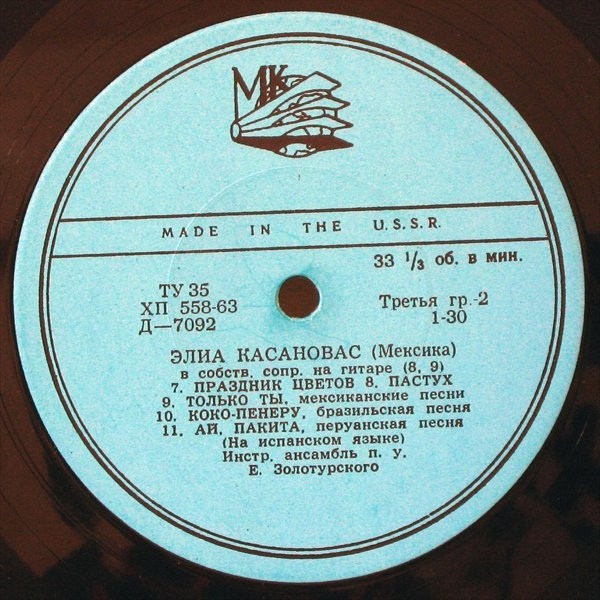 МК
MADE IN THE U.S.S.R.
33 1/3 об. в мин.
ТУ 35
ХП 558-63
Д—7092
Третья гр.-2
1-30
ЭЛИА КАСАНОВАС (Мексика)
в собств. сопр. на гитаре (8, 9)
7. ПРАЗДНИК ЦВЕТОВ 8. ПАСТУХ
9. ТОЛЬКО ТЫ, мексиканские песни
10. КОКО-ПЕНЕРУ, бразильская песня
11. АЙ, ПАКИТА, перуанская песня
(На испанском языке)
Инстр. ансамбль п. у.
Е. Золотурского